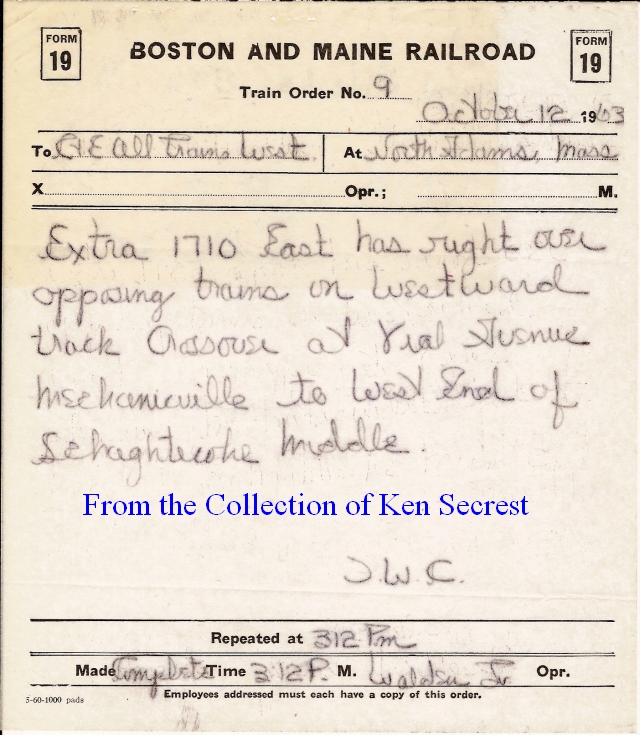 FORM 19 BOSTON AND MAINE RAILROAD FORM 19
Train Order No. 9
October 12 1963
To C&E All Trains West At North Adams, Mass
X Opr.; M.
Extra 1710 East has right over
opposing trains on Westward
track Crossover at Viall Avenue
Mechanicville to West End of
Schaghticoke Middle.
From the Collection of Ken Secrest
J.W.C.
Repeated at 312 Pm
Made Complete Time 3:12 P. M. Opr.
5-60-1000 pads Employees addressed must each have a copy of this order.